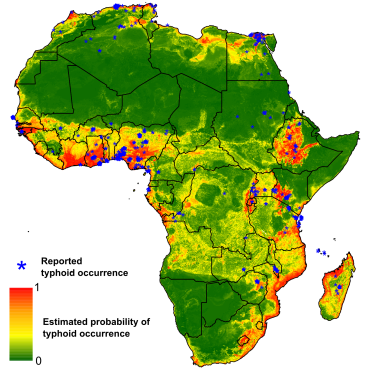 * Reported
typhoid occurrence
1
Estimated probability of
typhoid occurrence
0